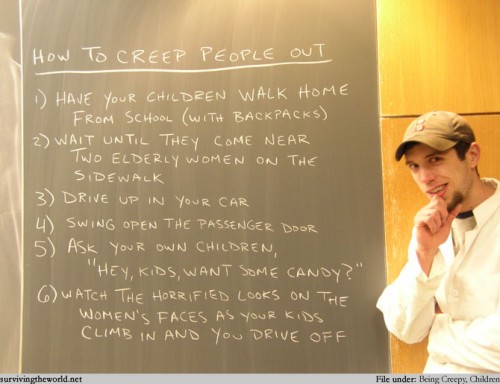 HOW TO CREEP PEOPLE OUT
1) HAVE YOUR CHILDREN WALK HOME
FROM SCHOOL (WITH BACKPACKS)
2) WAIT UNTIL THEY COME NEAR
TWO ELDERLY WOMEN ON THE
SIDEWALK
3) DRIVE UP IN YOUR CAR
4) SWING OPEN THE PASSENGER DOOR
5) ASK YOUR OWN CHILDREN,
"HEY, KIDS, WANT SOME CANDY?"
6) WATCH THE HORRIFIED LOOKS ON THE
WOMEN'S FACES AS YOUR KIDS
CLIMB IN AND YOU DRIVE OFF
survivingtheworld.net
File under: Being Creepy, Children